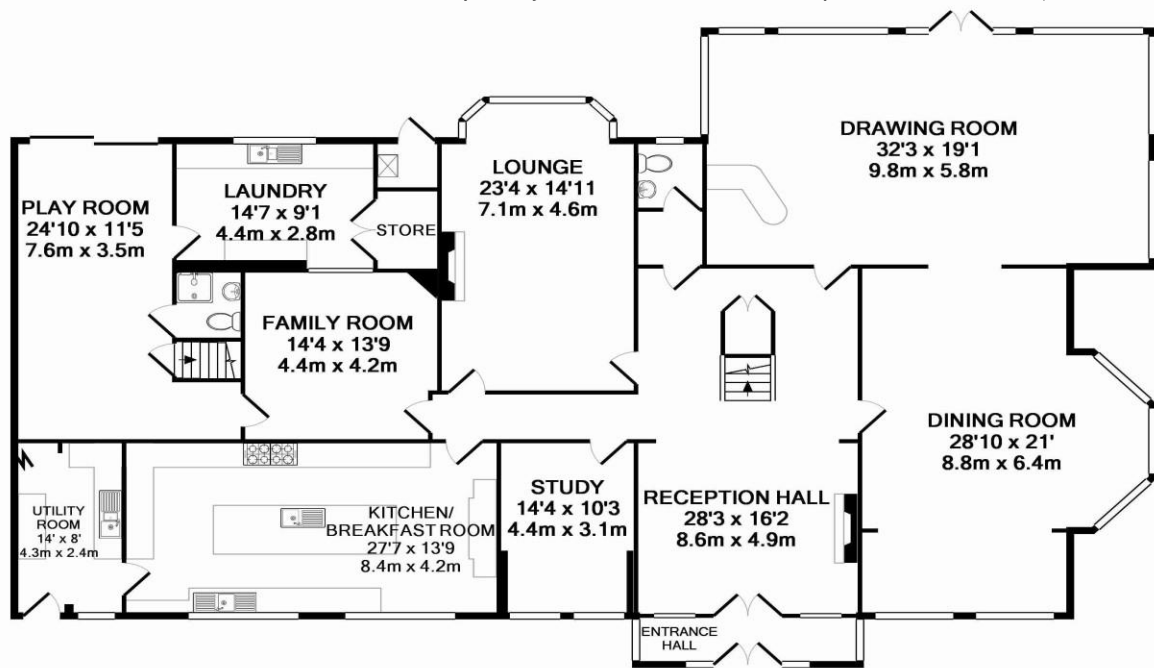 DRAWING ROOM
32'3 x 19'1
9.8m x 5.8m
LOUNGE
23'4 x 14'11
7.1m x 4.6m
LAUNDRY
14'7 x 9'1
4.4m x 2.8m
PLAY ROOM
24'10 x 11'5
7.6m x 3.5m
STORE
FAMILY ROOM
14'4 x 13'9
4.4m x 4.2m
DINING ROOM
28'10 x 21'
8.8m x 6.4m
UTILITY
ROOM
14' x 8'
4.3m x 2.4m
KITCHEN/
BREAKFAST ROOM
27'7 x 13'9
8.4m x 4.2m
STUDY
14'4 x 10'3
4.4m x 3.1m
RECEPTION HALL
28'3 x 16'2
8.6m x 4.9m
ENTRANCE
HALL